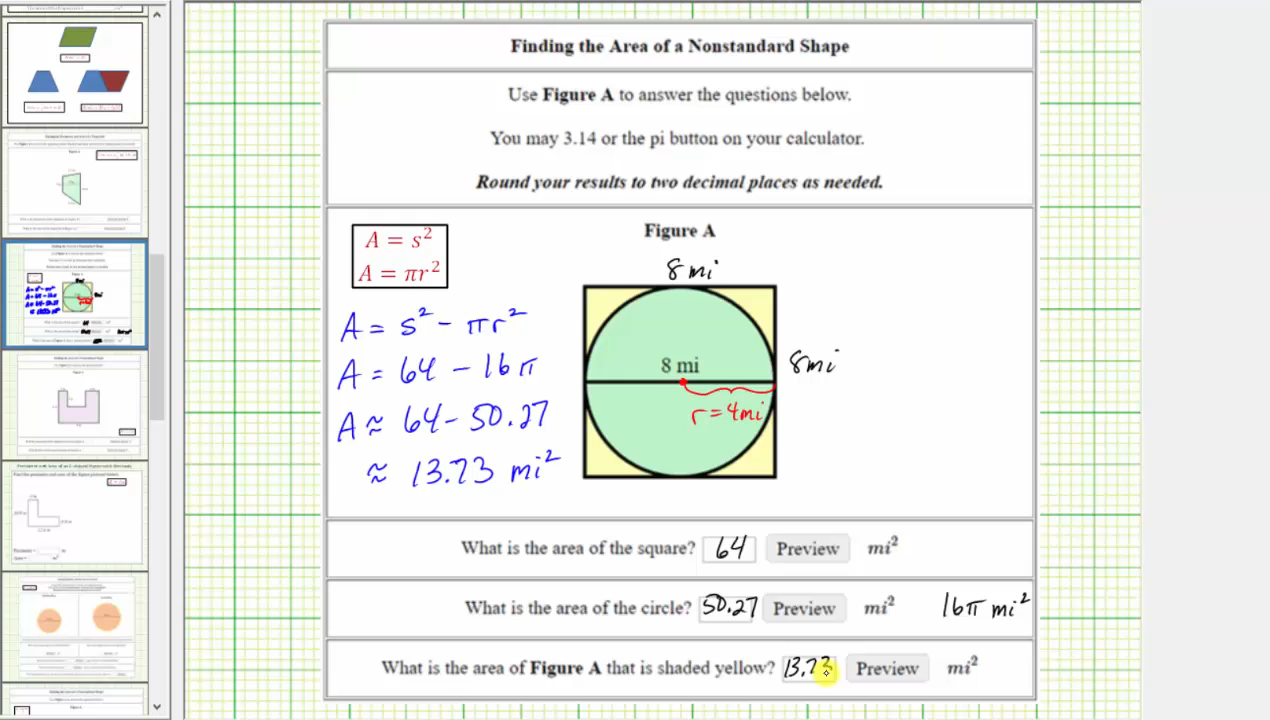 Finding the Area of a Nonstandard Shape
Use Figure A to answer the questions below.
You may 3.14 or the pi button on your calculator.
Round your results to two decimal places as needed.
Figure A
A = s²
A = πr²
8 mi
8 mi
8 mi
r = 4 mi
A = s² - πr²
A = 64 - 16π
A ≈ 64 - 50.27
≈ 13.73 mi²
What is the area of the square? 64 Preview mi²
What is the area of the circle? 50.27 Preview mi² 16π mi²
What is the area of Figure A that is shaded yellow? 13.73 Preview mi²